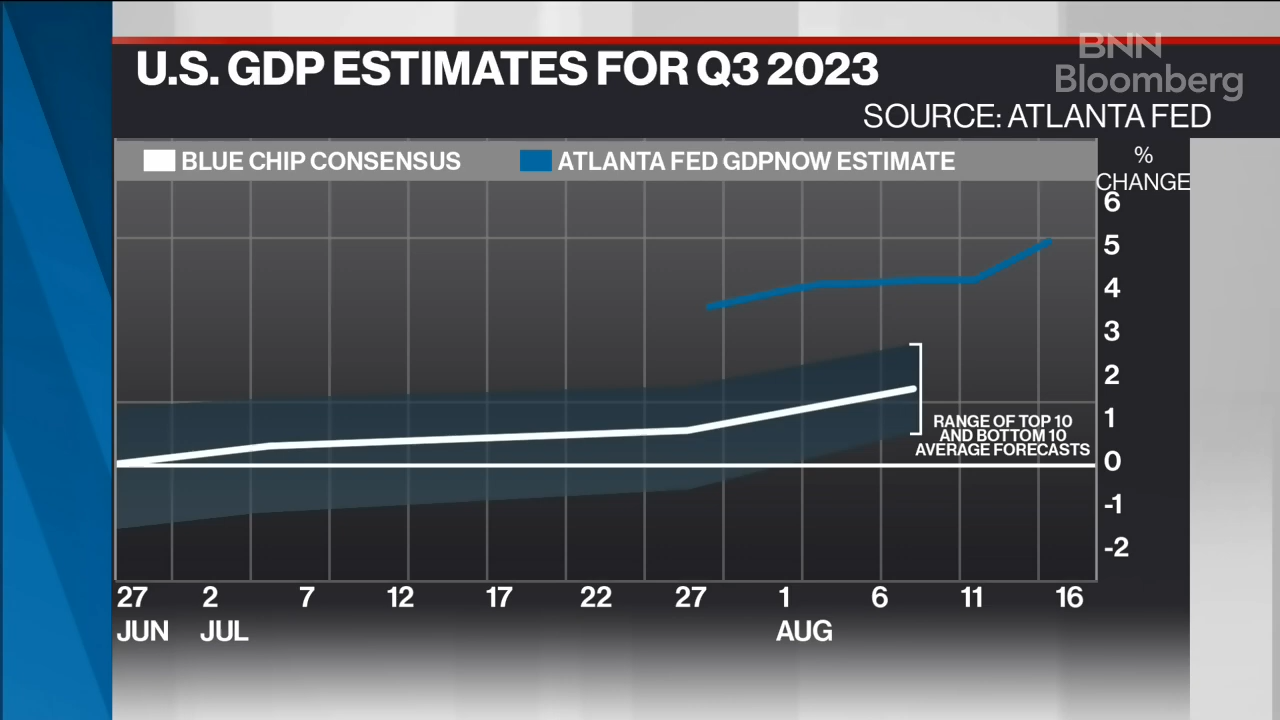 BNN
Bloomberg
U.S. GDP ESTIMATES FOR Q3 2023
SOURCE: ATLANTA FED
BLUE CHIP CONSENSUS
ATLANTA FED GDPNOW ESTIMATE
%
CHANGE
6
5
4
3
2
1
0
-1
-2
RANGE OF TOP 10
AND BOTTOM 10
AVERAGE FORECASTS
27 2 7 12 17 22 27 1 6 11 16
JUN JUL AUG